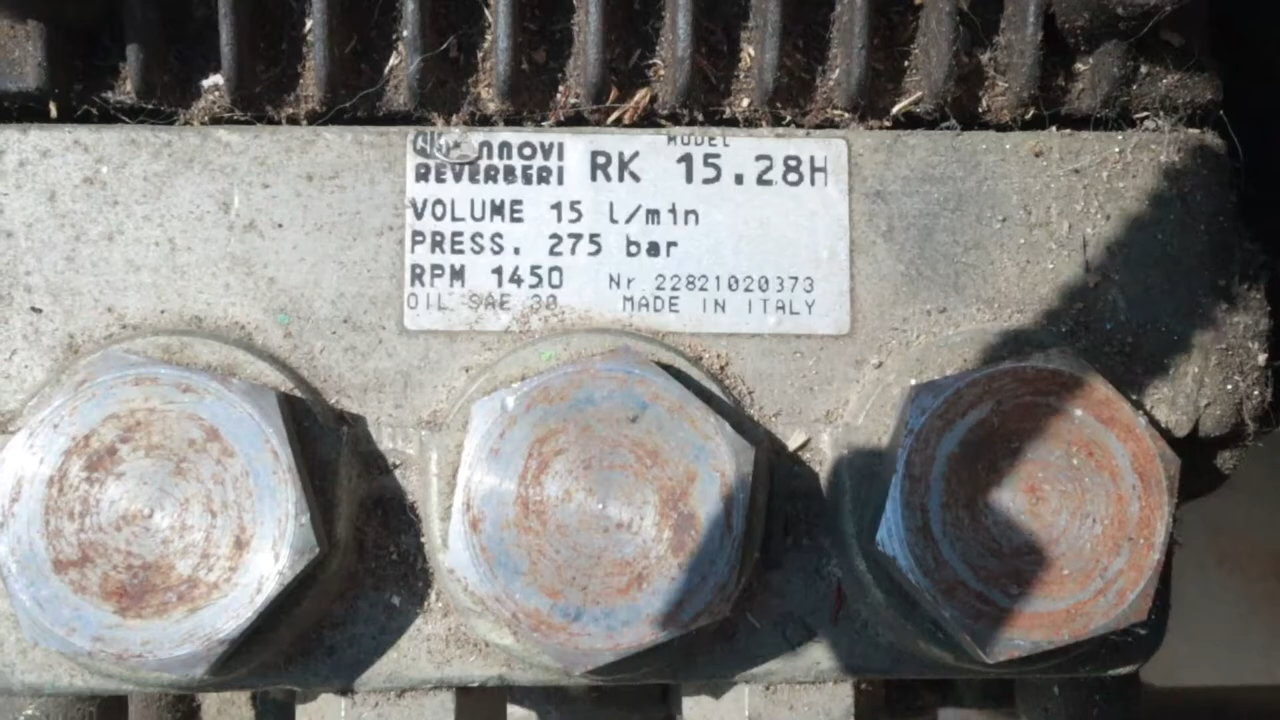 ANNOVI
REVERBERI
MODEL
RK 15.28H
VOLUME 15 l/min
PRESS. 275 bar
RPM 1450 Nr 22821020373
OIL SAE 30 MADE IN ITALY